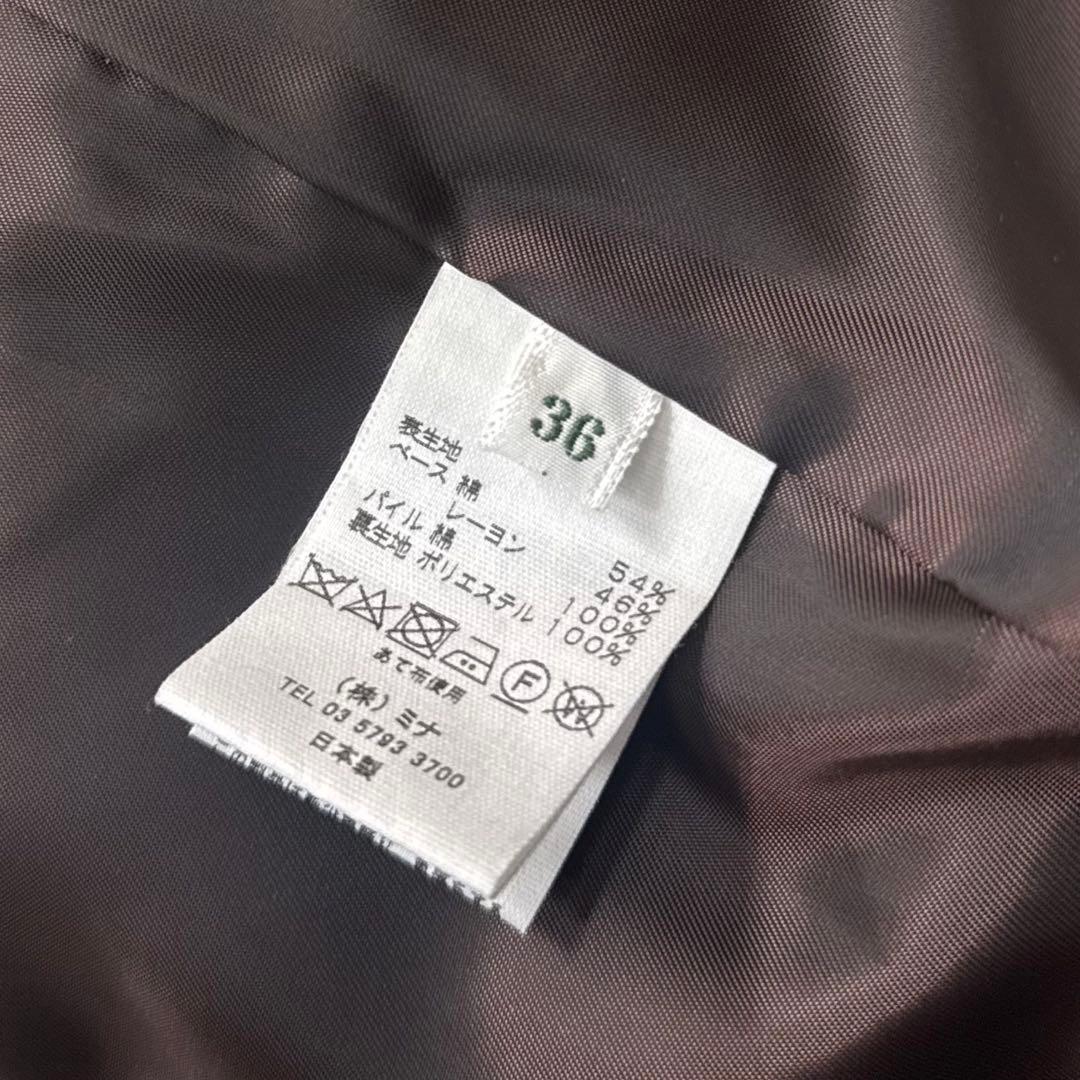 36
表生地
ベース 綿 54%
レーヨン 46%
パイル 綿 100%
裏生地 ポリエステル 100%
F
W
あて布使用
(株)ミナ
TEL 03 5793 3700
日本製